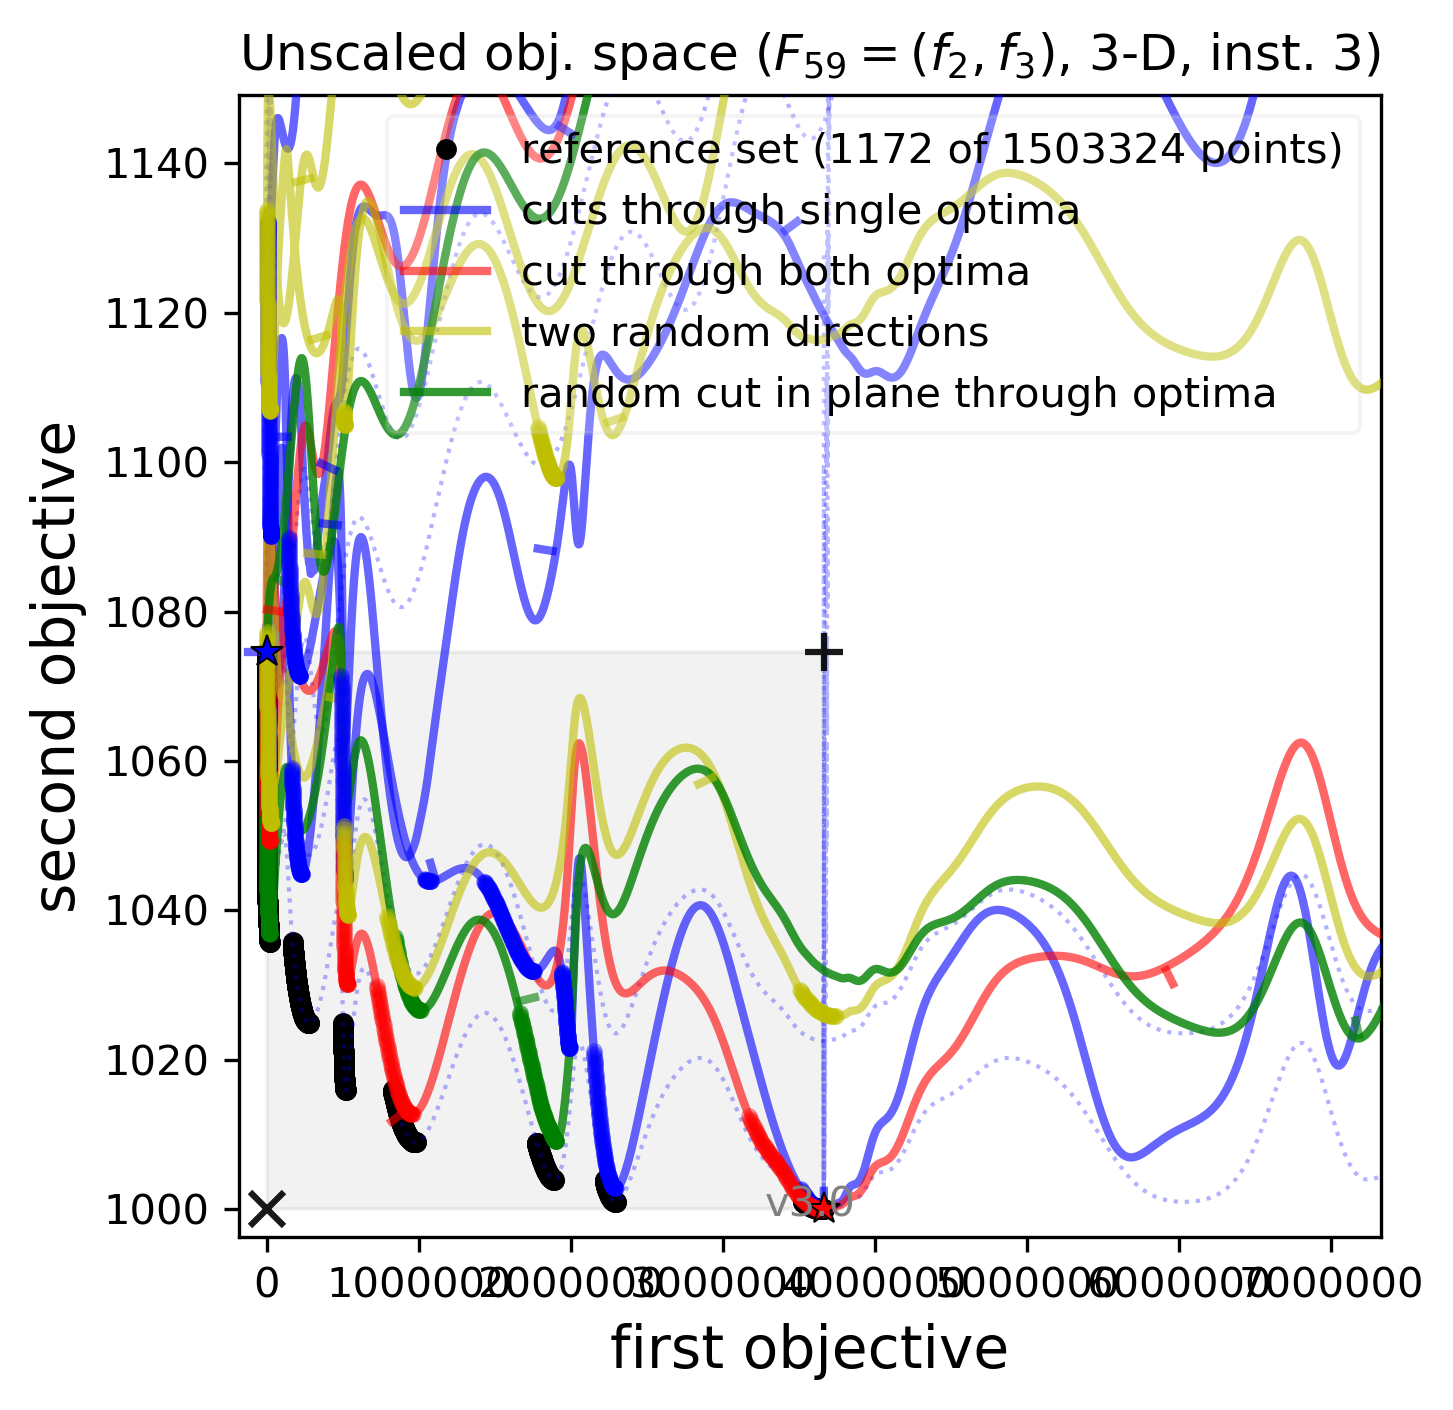 Unscaled obj. space (F₅₉ = (f₂, f₃), 3-D, inst. 3)
reference set (1172 of 1503324 points)
cuts through single optima
cut through both optima
two random directions
random cut in plane through optima
second objective
1140
1120
1100
1080
1060
1040
1020
1000
v3.0
0 1000000 2000000 3000000 4000000 5000000 6000000 7000000
first objective